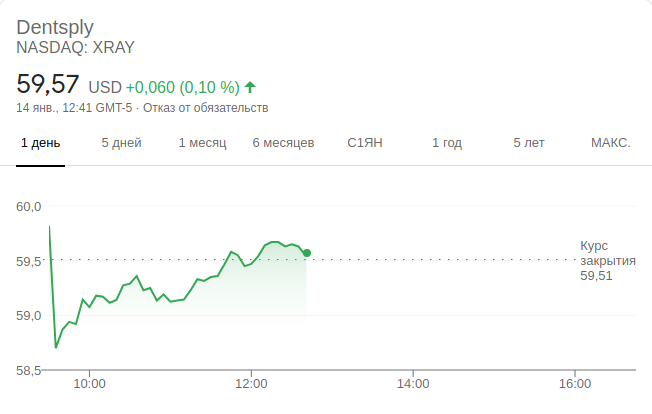 Dentsply
NASDAQ: XRAY
59,57 USD +0,060 (0,10 %)
14 янв., 12:41 GMT-5 · Отказ от обязательств
1 день 5 дней 1 месяц 6 месяцев С1ЯН 1 год 5 лет МАКС.
60,0
Курс
закрытия
59,51
59,5
59,0
58,5
10:00 12:00 14:00 16:00